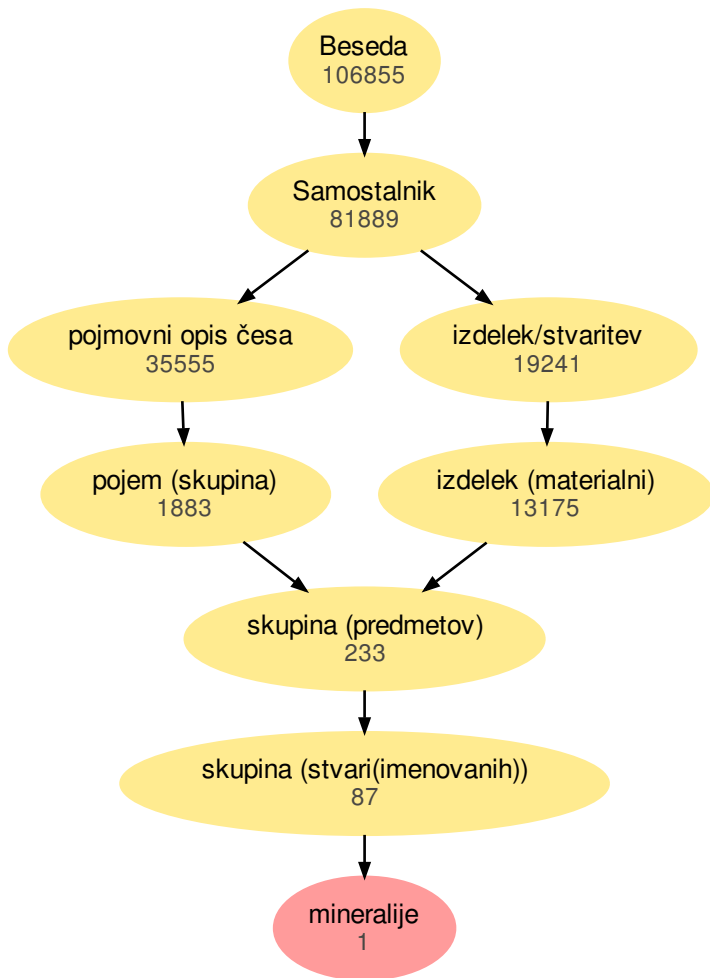 Beseda
106855
Samostalnik
81889
pojmovni opis česa
35555
izdelek/stvaritev
19241
pojem (skupina)
1883
izdelek (materialni)
13175
skupina (predmetov)
233
skupina (stvari(imenovanih))
87
mineralije
1